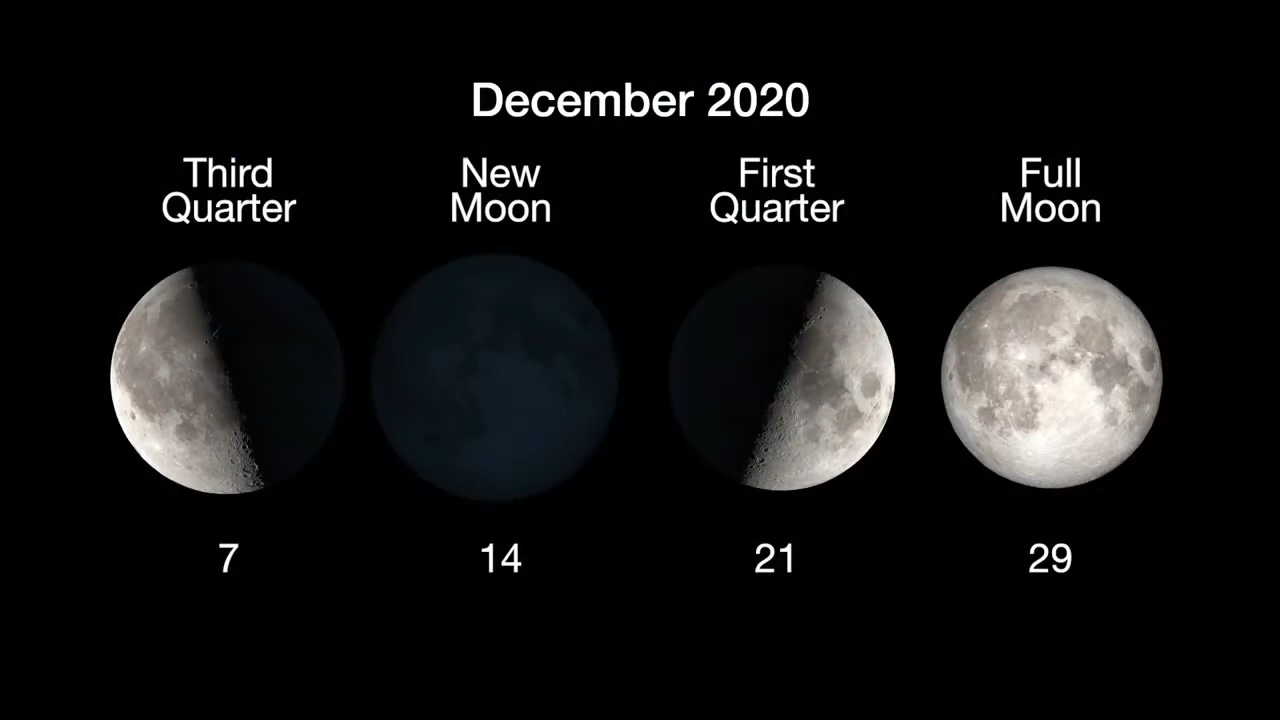 December 2020
Third
Quarter
New
Moon
First
Quarter
Full
Moon
7
14
21
29